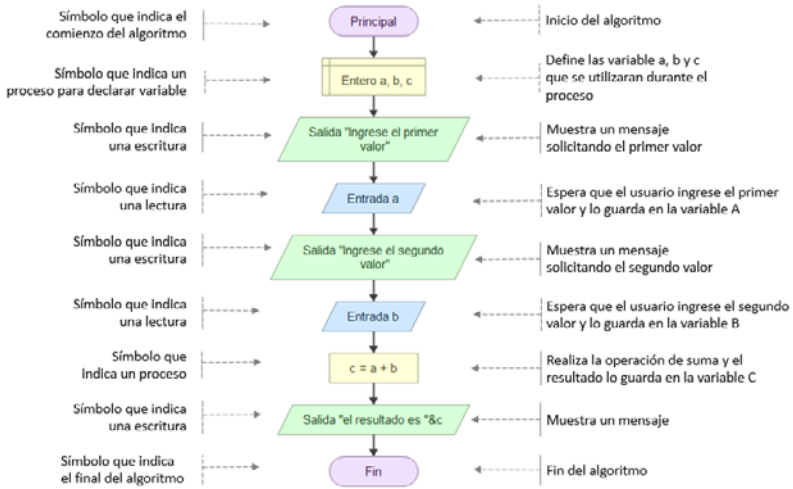 Símbolo que indica el
comienzo del algoritmo
Principal
Inicio del algoritmo
Símbolo que indica un
proceso para declarar variable
Entero a, b, c
Define las variable a, b y c
que se utilizaran durante el
proceso
Símbolo que indica
una escritura
Salida "Ingrese el primer
valor"
Muestra un mensaje
solicitando el primer valor
Símbolo que indica
una lectura
Entrada a
Espera que el usuario ingrese el primer
valor y lo guarda en la variable A
Símbolo que indica
una escritura
Salida "Ingrese el segundo
valor"
Muestra un mensaje
solicitando el segundo valor
Símbolo que indica
una lectura
Entrada b
Espera que el usuario ingrese el segundo
valor y lo guarda en la variable B
Símbolo que
indica un proceso
c = a + b
Realiza la operación de suma y el
resultado lo guarda en la variable C
Símbolo que indica
una escritura
Salida "el resultado es "&c
Muestra un mensaje
Símbolo que indica
el final del algoritmo
Fin
Fin del algoritmo